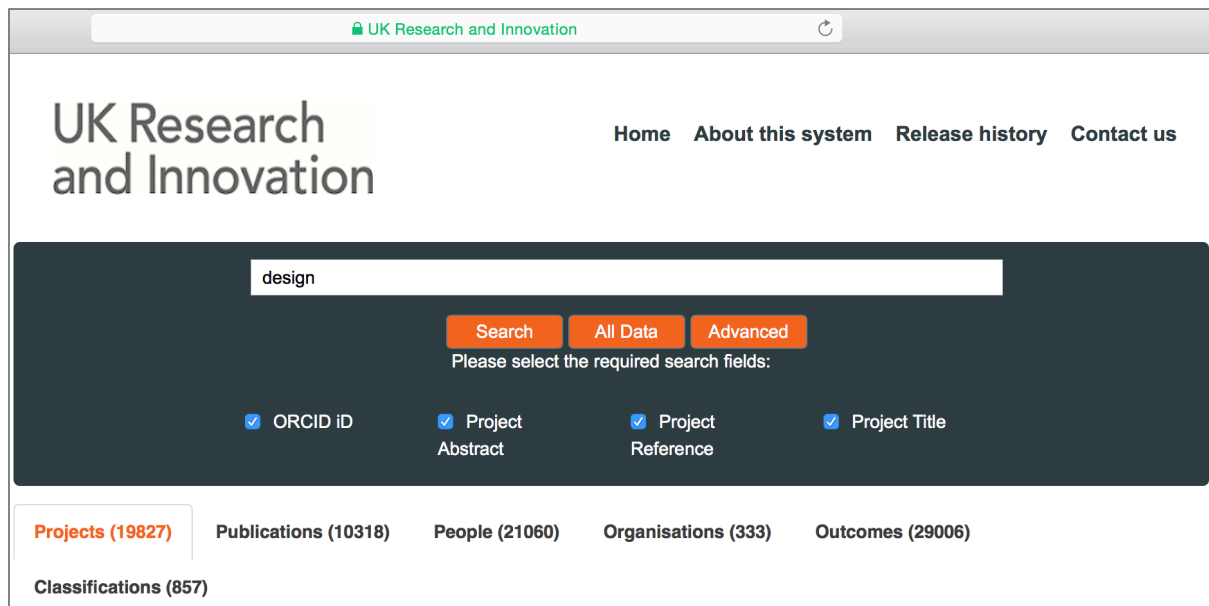 UK Research and Innovation
UK Research
and Innovation
Home About this system Release history Contact us
design
Search All Data Advanced
Please select the required search fields:
ORCID iD Project Abstract Project Reference Project Title
Projects (19827) Publications (10318) People (21060) Organisations (333) Outcomes (29006)
Classifications (857)